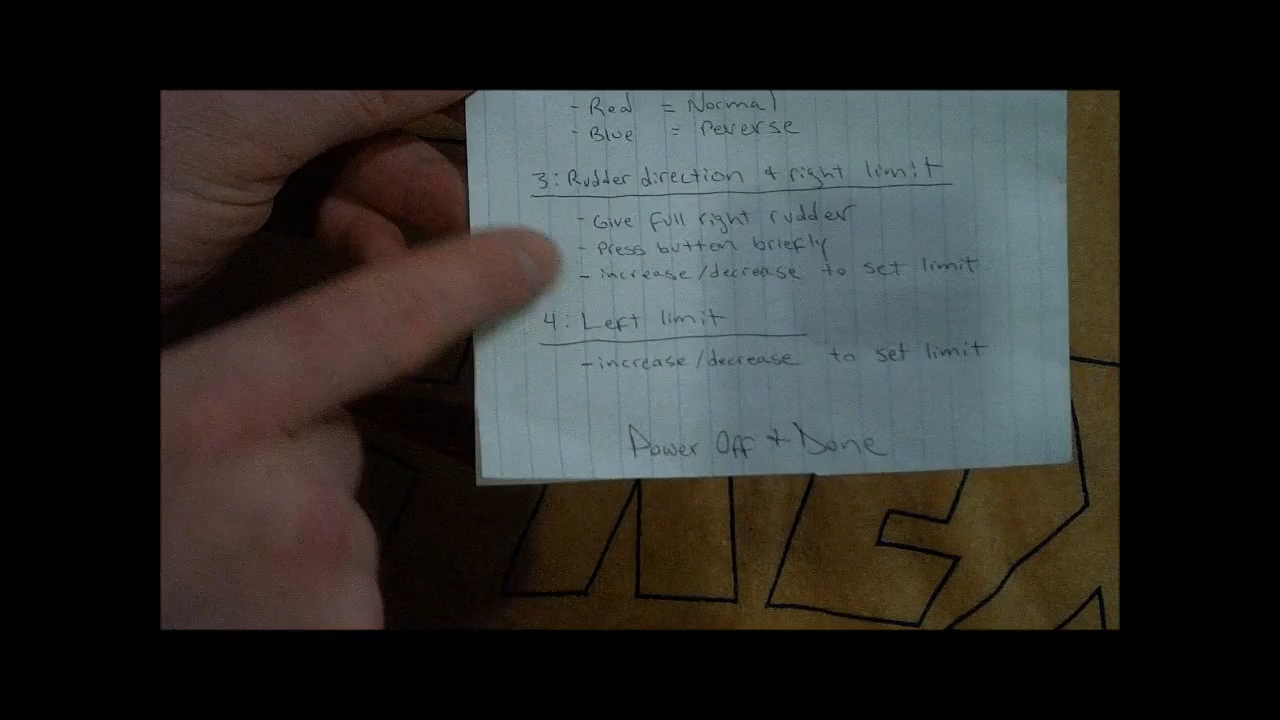 - Red = Normal
- Blue = Reverse
3: Rudder direction + right limit
- Give full right rudder
- Press button briefly
- increase/decrease to set limit
4: Left limit
- increase/decrease to set limit
Power Off + Done